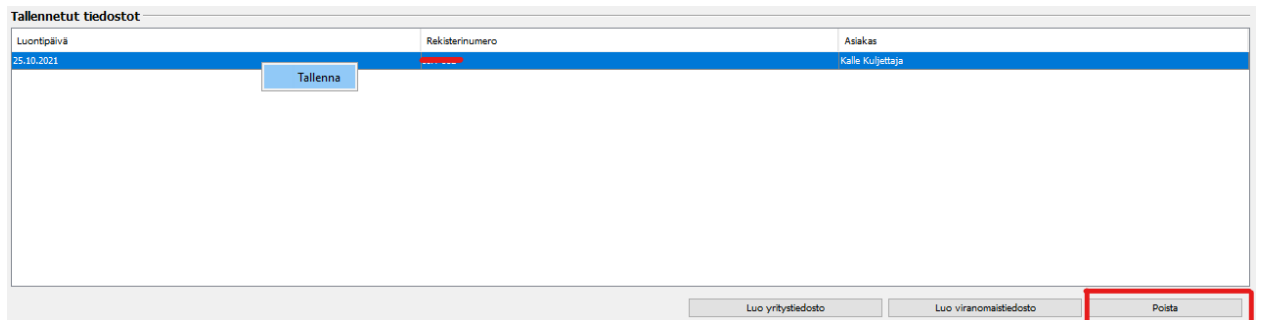 Tallennetut tiedostot
Luontipäivä Rekisterinumero Asiakas
25.10.2021 Kalle Kuljettaja
Tallenna
Luo yritystiedosto Luo viranomaistiedosto Poista